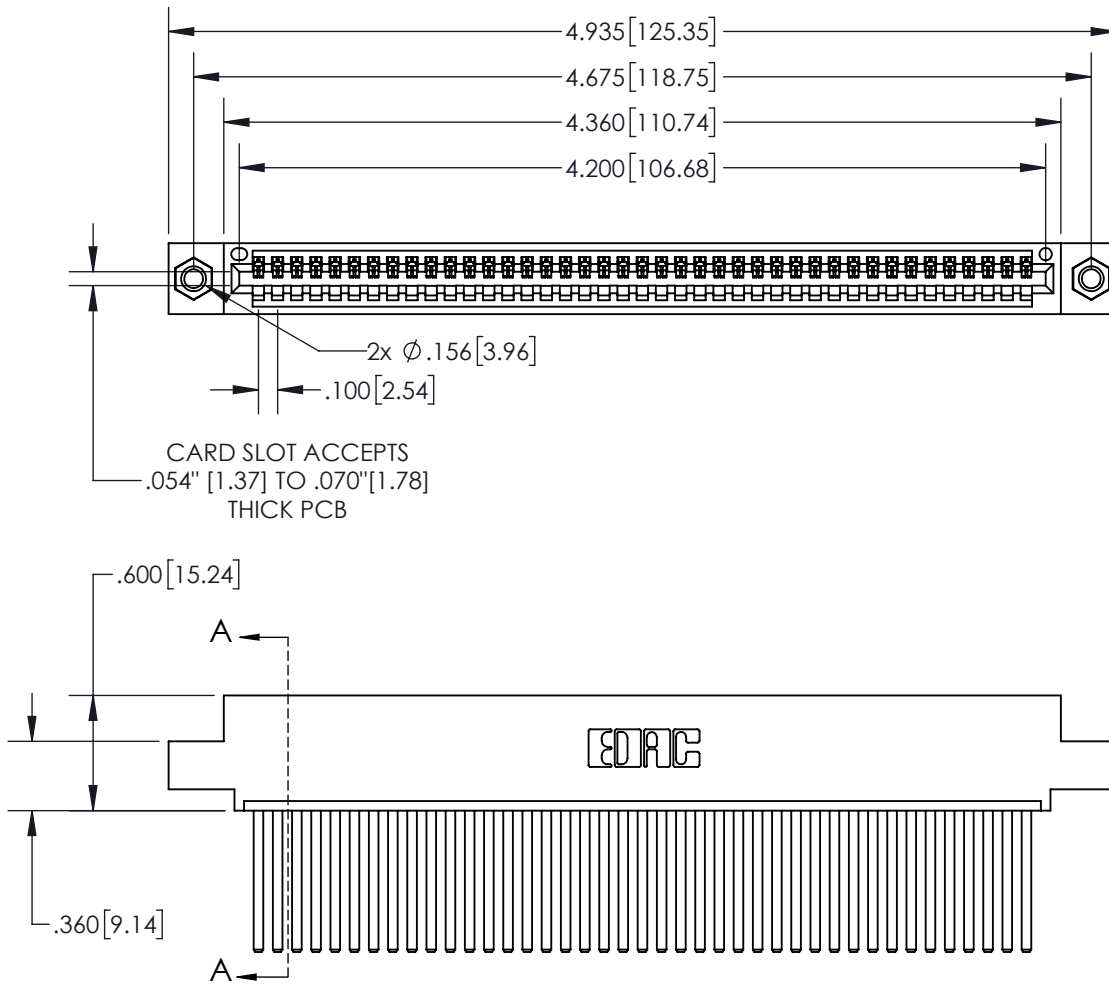 4.935[125.35]
4.675[118.75]
4.360[110.74]
4.200[106.68]
2x Ø.156[3.96]
.100[2.54]
CARD SLOT ACCEPTS
.054" [1.37] TO .070"[1.78]
THICK PCB
.600[15.24]
A
EDAC
.360[9.14]
A